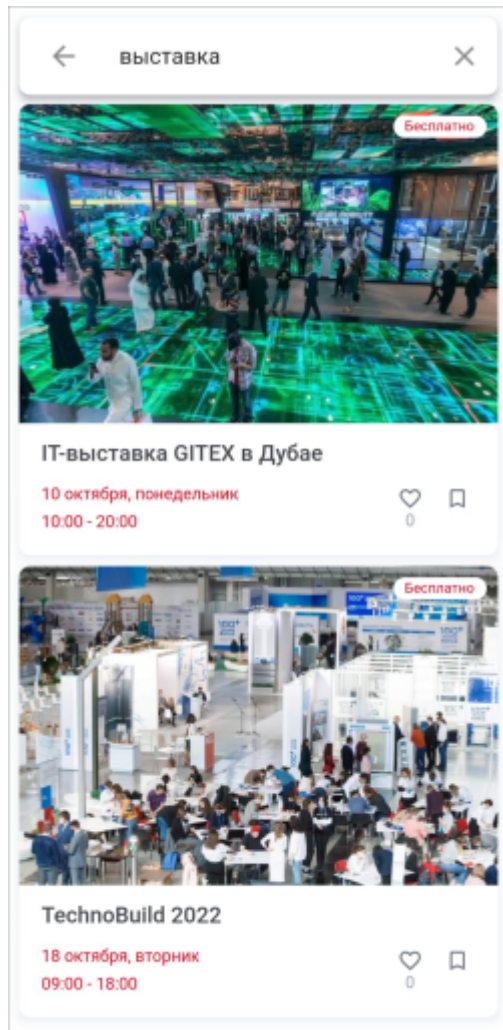 выставка
Бесплатно
IT-выставка GITEX в Дубае
10 октября, понедельник
10:00 - 20:00
0
Бесплатно
TechnoBuild 2022
18 октября, вторник
09:00 - 18:00
0